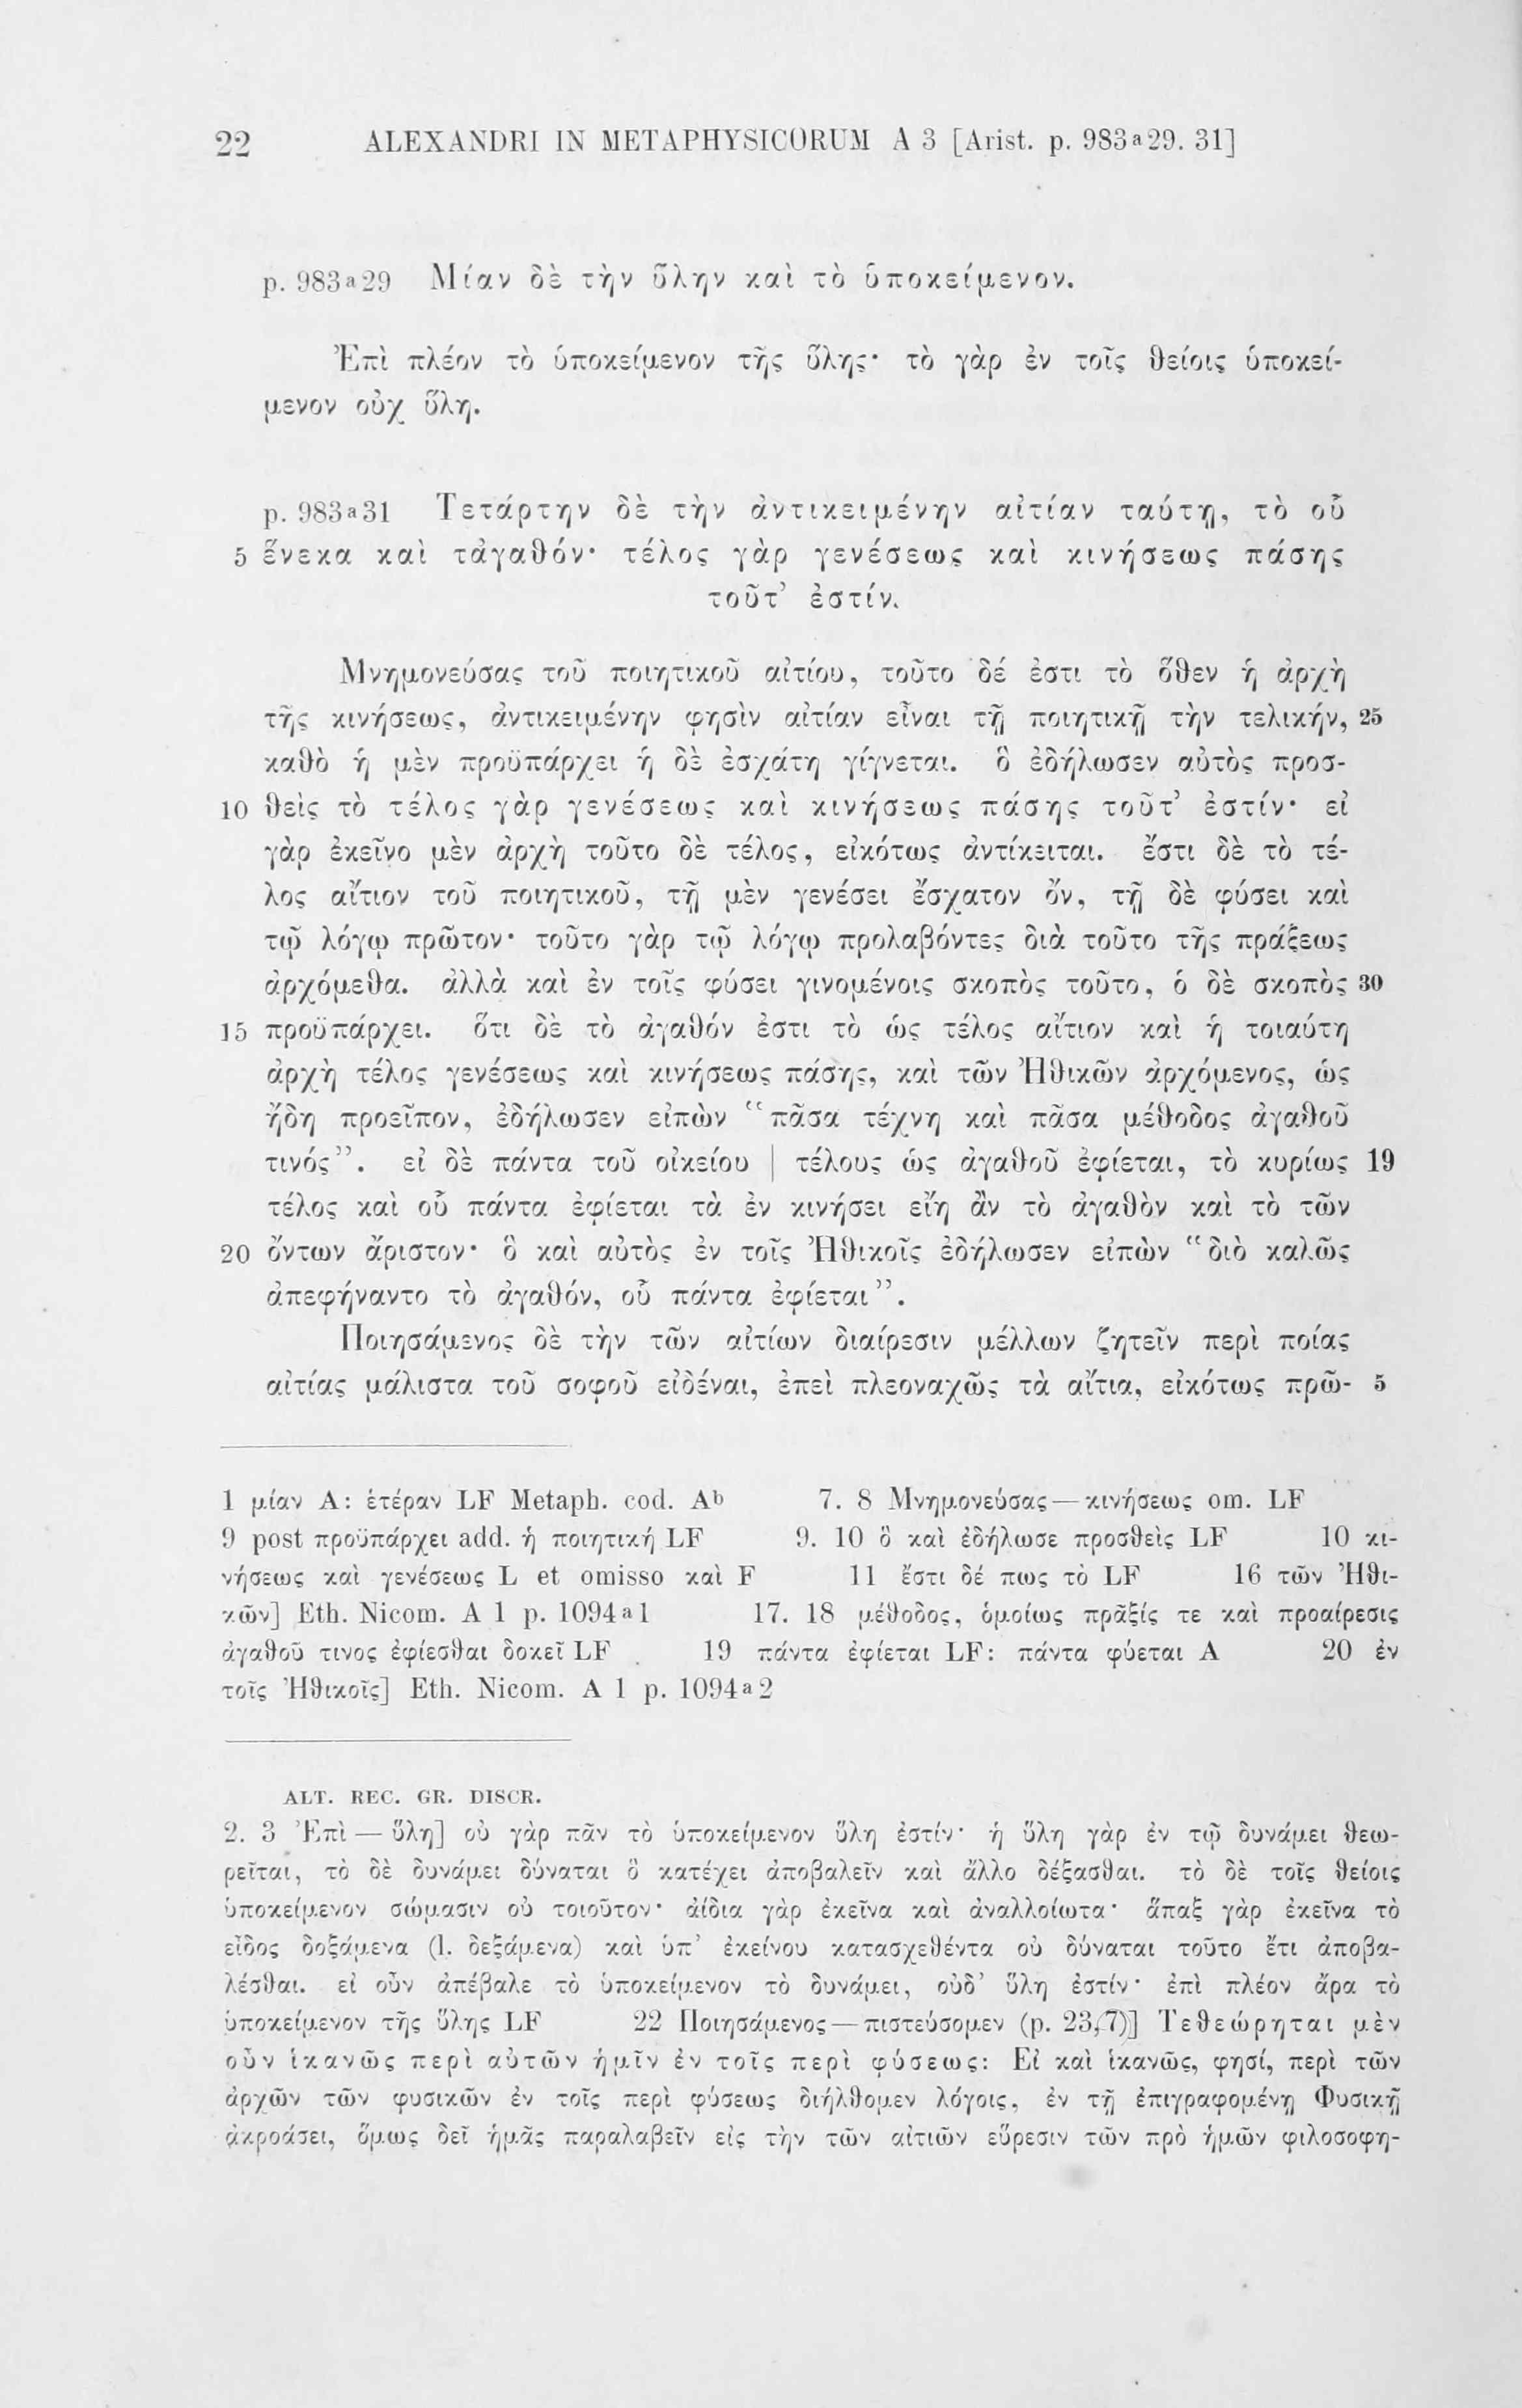 22 ALEXANDRI IN METAPHYSICORUM A 3 [Arist. p. 983a29. 31]
p. 983a29 Μίαν δὲ τὴν ὕλην καὶ τὸ ὑποκείμενον.
Ἐπὶ πλέον τὸ ὑποκείμενον τῆς ὕλης· τὸ γὰρ ἐν τοῖς θείοις ὑποκεί-
μενον οὐχ ὕλη.
p. 983a31 Τετάρτην δὲ τὴν ἀντικειμένην αἰτίαν ταύτῃ, τὸ οὗ
5 ἕνεκα καὶ τἀγαθόν· τέλος γὰρ γενέσεως καὶ κινήσεως πάσης
τοῦτ’ ἐστίν.
Μνημονεύσας τοῦ ποιητικοῦ αἰτίου, τοῦτο δέ ἐστι τὸ ὅθεν ἡ ἀρχὴ
τῆς κινήσεως, ἀντικειμένην φησὶν αἰτίαν εἶναι τῇ ποιητικῇ τὴν τελικήν, 25
καθὸ ἡ μὲν προϋπάρχει ἡ δὲ ἐσχάτη γίγνεται. ὃ ἐδήλωσεν αὐτὸς προσ-
10 θεὶς τὸ τέλος γὰρ γενέσεως καὶ κινήσεως πάσης τοῦτ’ ἐστίν· εἰ
γὰρ ἐκεῖνο μὲν ἀρχὴ τοῦτο δὲ τέλος, εἰκότως ἀντίκειται. ἔστι δὲ τὸ τέ-
λος αἴτιον τοῦ ποιητικοῦ, τῇ μὲν γενέσει ἔσχατον ὄν, τῇ δὲ φύσει καὶ
τῷ λόγῳ πρῶτον· τοῦτο γὰρ τῷ λόγῳ προλαβόντες διὰ τοῦτο τῆς πράξεως
ἀρχόμεθα. ἀλλὰ καὶ ἐν τοῖς φύσει γινομένοις σκοπὸς τοῦτο, ὁ δὲ σκοπὸς 30
15 προϋπάρχει. ὅτι δὲ τὸ ἀγαθόν ἐστι τὸ ὡς τέλος αἴτιον καὶ ἡ τοιαύτη
ἀρχὴ τέλος γενέσεως καὶ κινήσεως πάσης, καὶ τῶν Ἠθικῶν ἀρχόμενος, ὡς
ἤδη προεῖπον, ἐδήλωσεν εἰπὼν “πᾶσα τέχνη καὶ πᾶσα μέθοδος ἀγαθοῦ
τινός”. εἰ δὲ πάντα τοῦ οἰκείου | τέλους ὡς ἀγαθοῦ ἐφίεται, τὸ κυρίως 19
τέλος καὶ οὗ πάντα ἐφίεται τὰ ἐν κινήσει εἴη ἂν τὸ ἀγαθὸν καὶ τὸ τῶν
20 ὄντων ἄριστον· ὃ καὶ αὐτὸς ἐν τοῖς Ἠθικοῖς ἐδήλωσεν εἰπὼν “διὸ καλῶς
ἀπεφήναντο τὸ ἀγαθόν, οὗ πάντα ἐφίεται”.
Ποιησάμενος δὲ τὴν τῶν αἰτίων διαίρεσιν μέλλων ζητεῖν περὶ ποίας
αἰτίας μάλιστα τοῦ σοφοῦ εἰδέναι, ἐπεὶ πλεοναχῶς τὰ αἴτια, εἰκότως πρῶ- 5
1 μίαν A: ἑτέραν LF Metaph. cod. Ab 7. 8 Μνημονεύσας — κινήσεως om. LF
9 post προϋπάρχει add. ἡ ποιητική LF 9. 10 ὃ καὶ ἐδήλωσε προσθεὶς LF 10 κι-
νήσεως καὶ γενέσεως L et omisso καὶ F 11 ἔστι δέ πως τὸ LF 16 τῶν Ἠθι-
κῶν] Eth. Nicom. A 1 p. 1094a1 17. 18 μέθοδος, ὁμοίως πρᾶξίς τε καὶ προαίρεσις
ἀγαθοῦ τινος ἐφίεσθαι δοκεῖ LF 19 πάντα ἐφίεται LF: πάντα φύεται A 20 ἐν
τοῖς Ἠθικοῖς] Eth. Nicom. A 1 p. 1094a2
ALT. REC. GR. DISCR.
2. 3 Ἐπὶ — ὕλη] οὐ γὰρ πᾶν τὸ ὑποκείμενον ὕλη ἐστίν· ἡ ὕλη γὰρ ἐν τῷ δυνάμει θεω-
ρεῖται, τὸ δὲ δυνάμει δύναται ὃ κατέχει ἀποβαλεῖν καὶ ἄλλο δέξασθαι. τὸ δὲ τοῖς θείοις
ὑποκείμενον σώμασιν οὐ τοιοῦτον· ἀίδια γὰρ ἐκεῖνα καὶ ἀναλλοίωτα· ἅπαξ γὰρ ἐκεῖνα τὸ
εἶδος δοξάμενα (l. δεξάμενα) καὶ ὑπ’ ἐκείνου κατασχεθέντα οὐ δύναται τοῦτο ἔτι ἀποβα-
λέσθαι. εἰ οὖν ἀπέβαλε τὸ ὑποκείμενον τὸ δυνάμει, οὐδ’ ὕλη ἐστίν· ἐπὶ πλέον ἄρα τὸ
ὑποκείμενον τῆς ὕλης LF 22 Ποιησάμενος — πιστεύσομεν (p. 23,7)] Τεθεώρηται μὲν
οὖν ἱκανῶς περὶ αὐτῶν ἡμῖν ἐν τοῖς περὶ φύσεως: Εἰ καὶ ἱκανῶς, φησί, περὶ τῶν
ἀρχῶν τῶν φυσικῶν ἐν τοῖς περὶ φύσεως διήλθομεν λόγοις, ἐν τῇ ἐπιγραφομένῃ Φυσικῇ
ἀκροάσει, ὅμως δεῖ ἡμᾶς παραλαβεῖν εἰς τὴν τῶν αἰτιῶν εὕρεσιν τῶν πρὸ ἡμῶν φιλοσοφη-